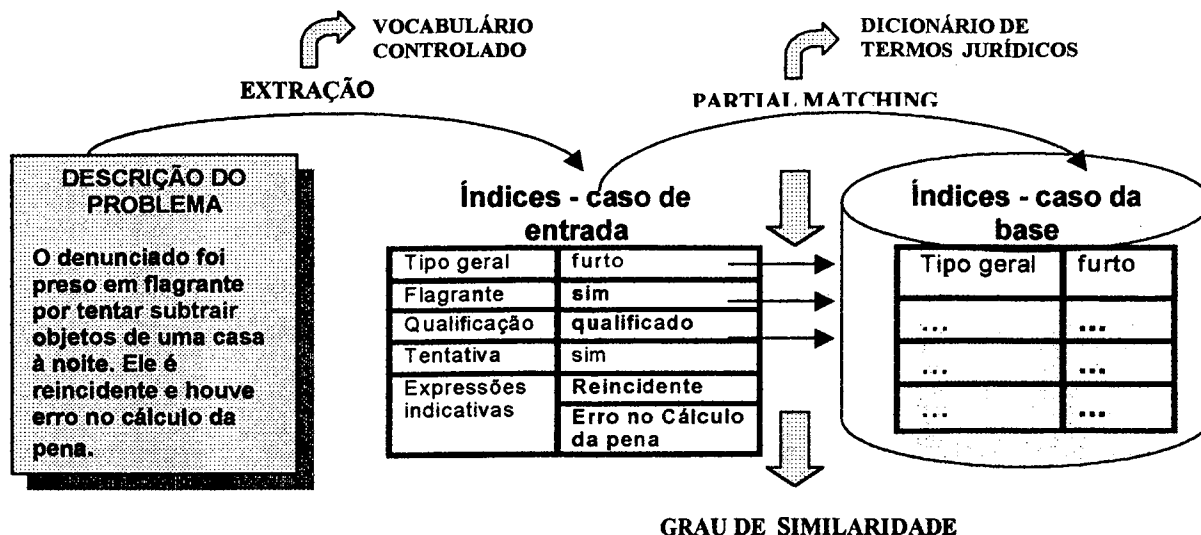 VOCABULÁRIO
CONTROLADO
EXTRAÇÃO
DICIONÁRIO DE
TERMOS JURÍDICOS
PARTIAL MATCHING
DESCRIÇÃO DO
PROBLEMA
O denunciado foi
preso em flagrante
por tentar subtrair
objetos de uma casa
à noite. Ele é
reincidente e houve
erro no cálculo da
pena.
Índices - caso de
entrada
Tipo geral furto
Flagrante sim
Qualificação qualificado
Tentativa sim
Expressões Reincidente
indicativas Erro no Cálculo
da pena
Índices - caso da
base
Tipo geral furto
... ...
... ...
... ...
GRAU DE SIMILARIDADE